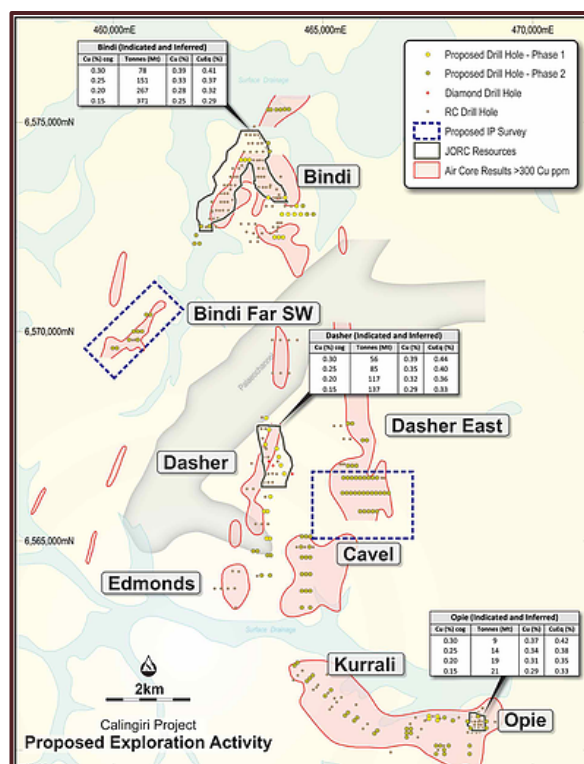 460,000mE
465,000mE
470,000mE
Bindi (Indicated and Inferred)
Cu (%) cog Tonnes (Mt) Cu (%) CuEq (%)
0.30 78 0.39 0.41
0.25 151 0.33 0.37
0.20 267 0.28 0.32
0.15 371 0.25 0.29
Surface Drainage
Proposed Drill Hole - Phase 1
Proposed Drill Hole - Phase 2
Diamond Drill Hole
RC Drill Hole
Proposed IP Survey
JORC Resources
Air Core Results >300 Cu ppm
6,575,000mN
Bindi
Bindi Far SW
6,570,000mN
Dasher (Indicated and Inferred)
Cu (%) cog Tonnes (Mt) Cu (%) CuEq (%)
0.30 56 0.39 0.44
0.25 85 0.35 0.40
0.20 117 0.32 0.36
0.15 137 0.29 0.33
Palaeochannel
Dasher East
Dasher
6,565,000mN
Cavel
Edmonds
Surface Drainage
Opie (Indicated and Inferred)
Cu (%) cog Tonnes (Mt) Cu (%) CuEq (%)
0.30 9 0.37 0.42
0.25 14 0.34 0.38
0.20 19 0.31 0.35
0.15 21 0.29 0.33
Kurrali
Opie
2km
Calingiri Project
Proposed Exploration Activity